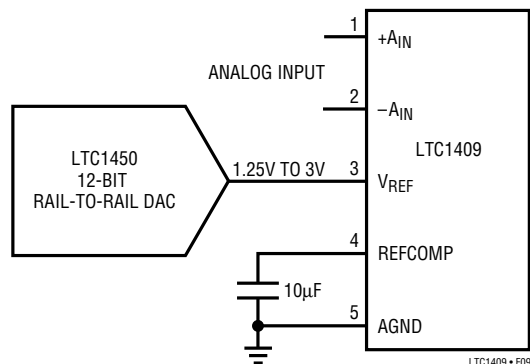 1
+AIN
ANALOG INPUT
2
–AIN
LTC1450
12-BIT
RAIL-TO-RAIL DAC
1.25V TO 3V
3
VREF
LTC1409
4
REFCOMP
10µF
5
AGND
LTC1409 • F09